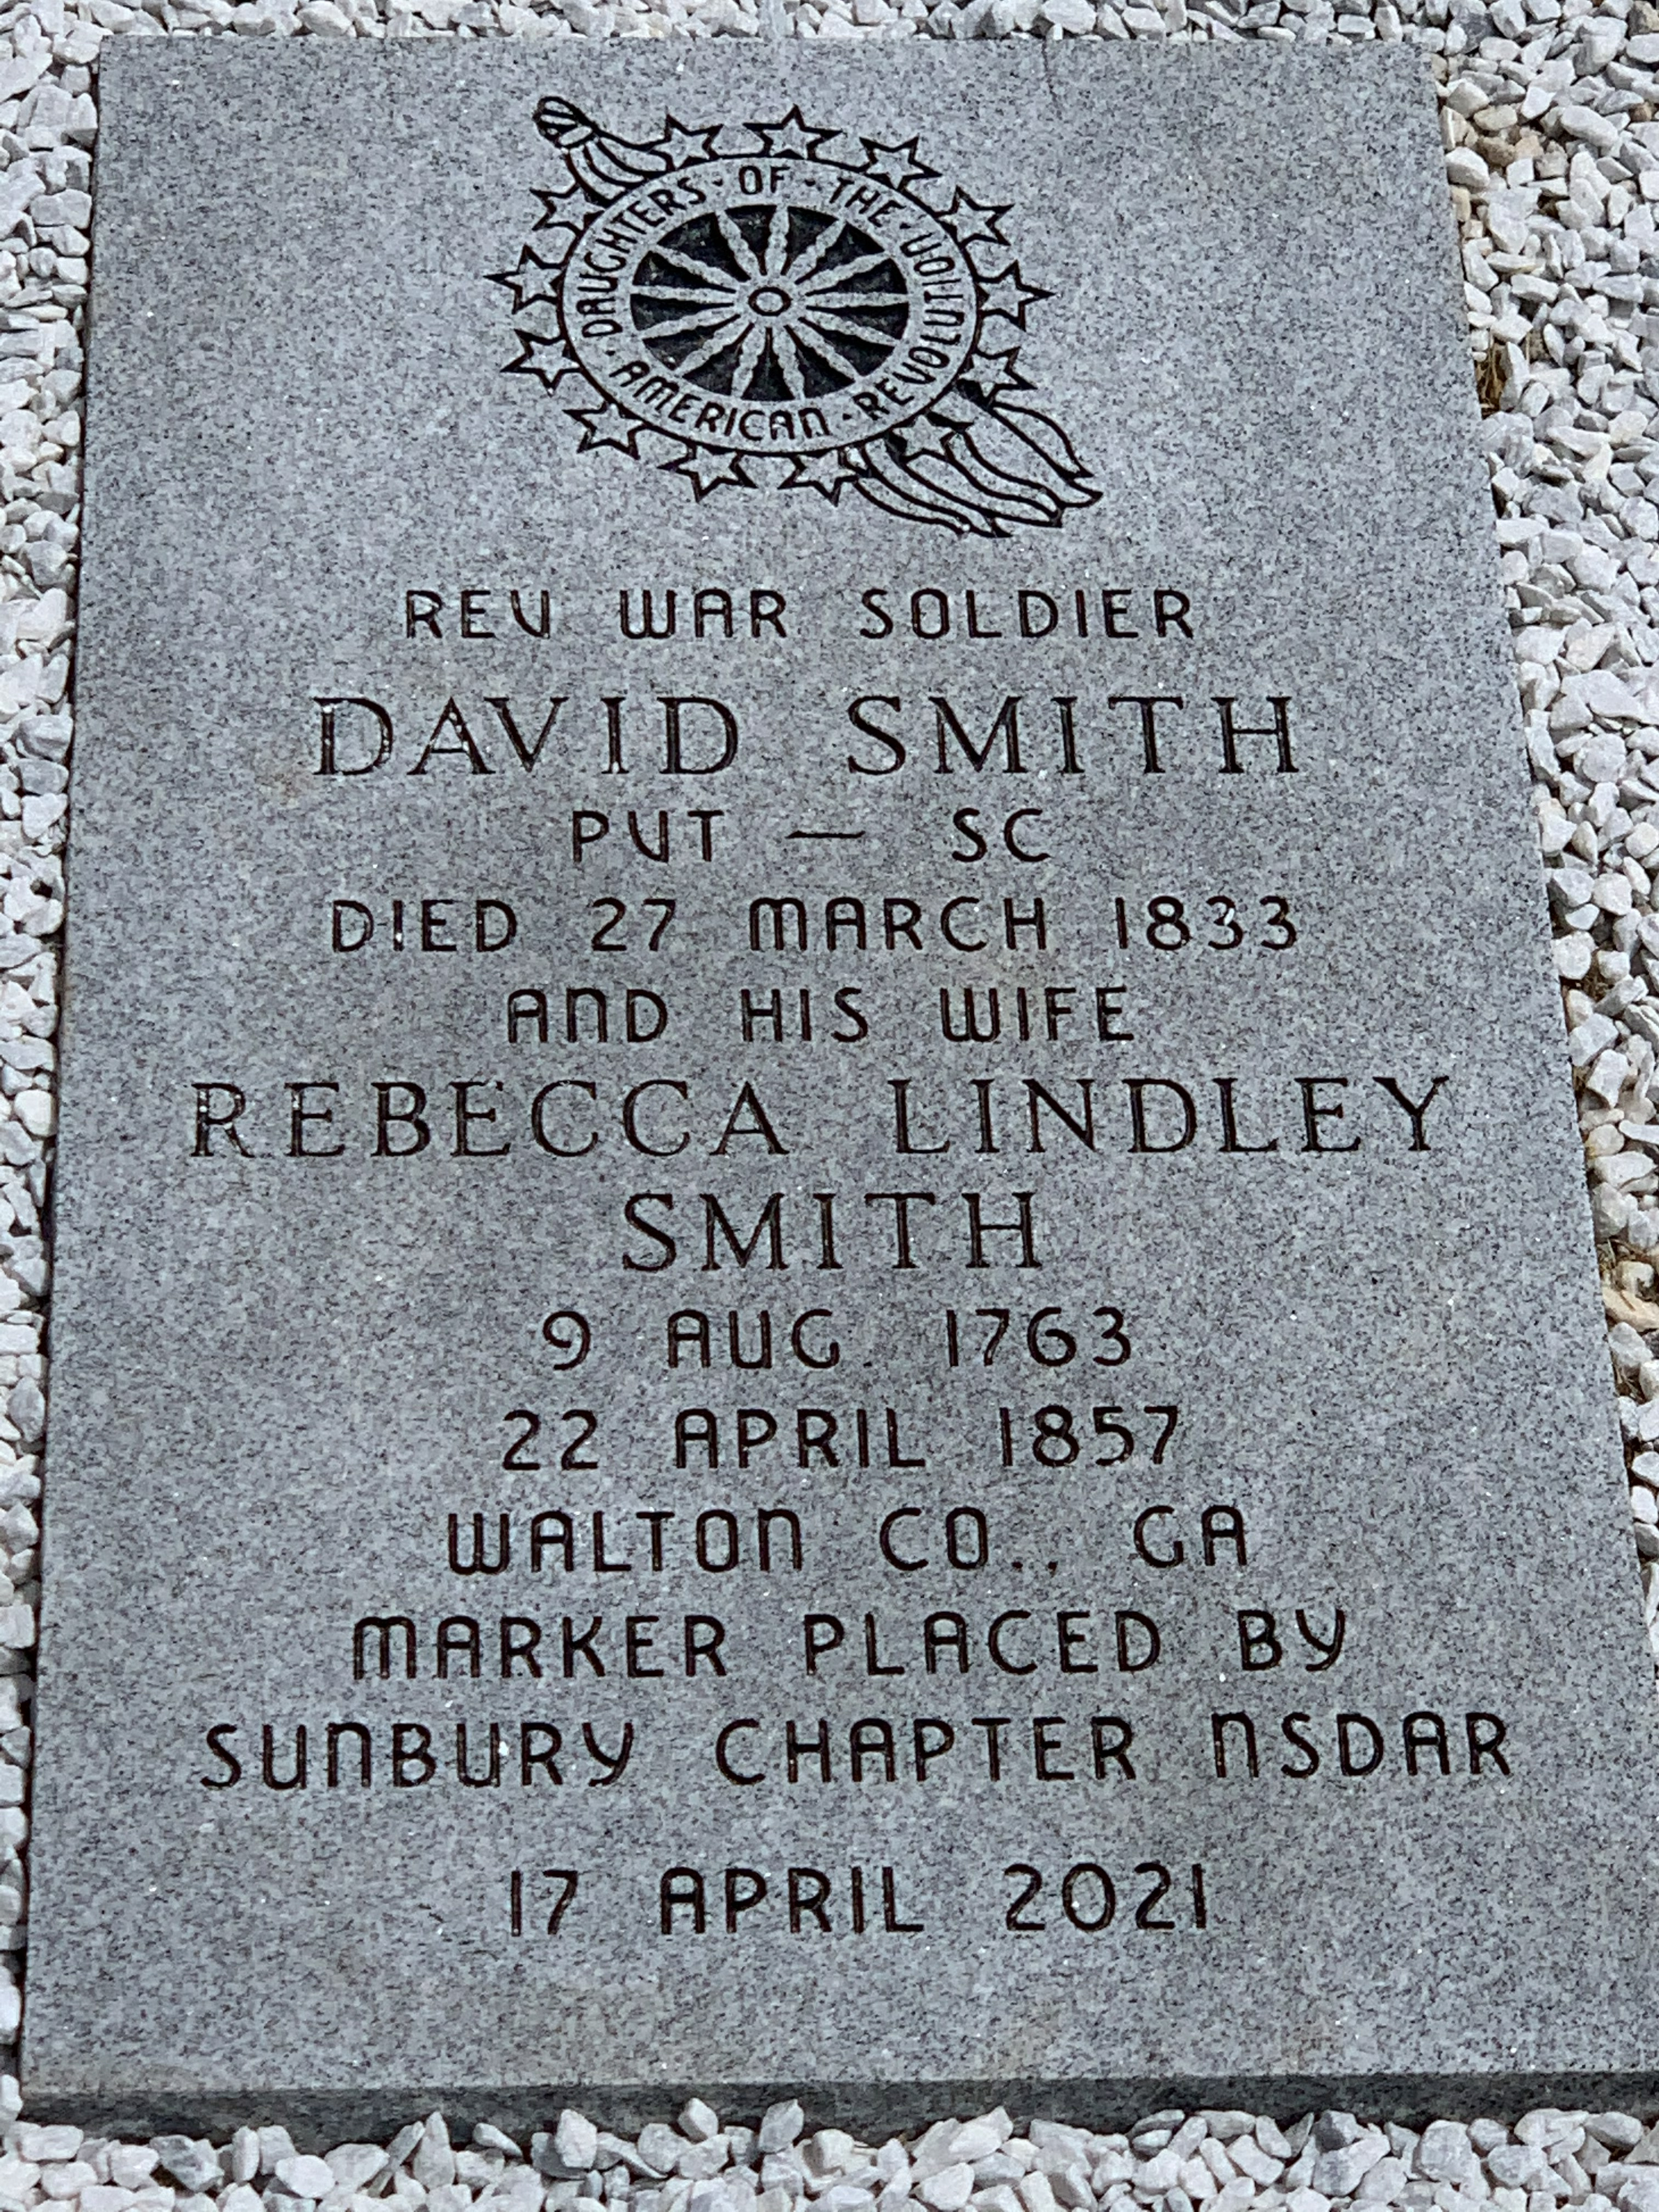 DAUGHTERS · OF · THE · AMERICAN · REVOLUTION
REV WAR SOLDIER
DAVID SMITH
PVT — SC
DIED 27 MARCH 1833
AND HIS WIFE
REBECCA LINDLEY
SMITH
9 AUG. 1763
22 APRIL 1857
WALTON CO., GA
MARKER PLACED BY
SUNBURY CHAPTER NSDAR
17 APRIL 2021